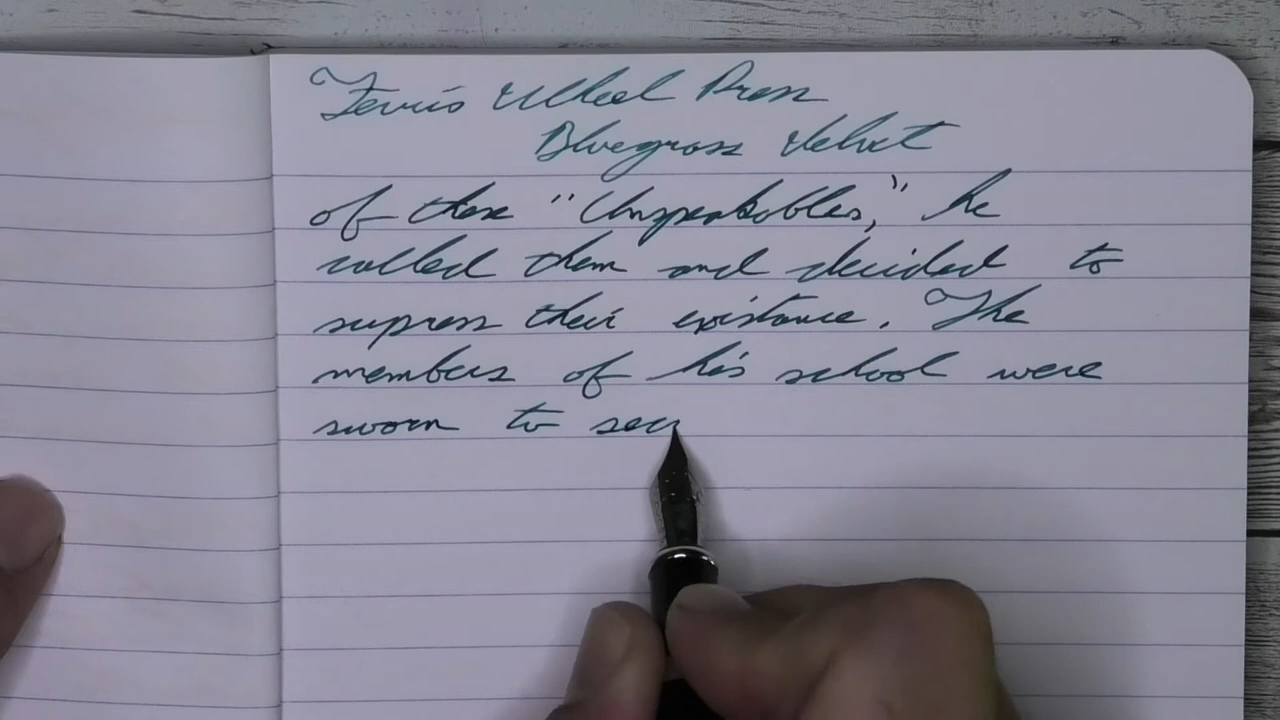 Ferris Wheel Press
Bluegrass Velvet
of these "Unspeakables," he
called them and decided to
supress their existance. The
members of his school were
sworn to sec